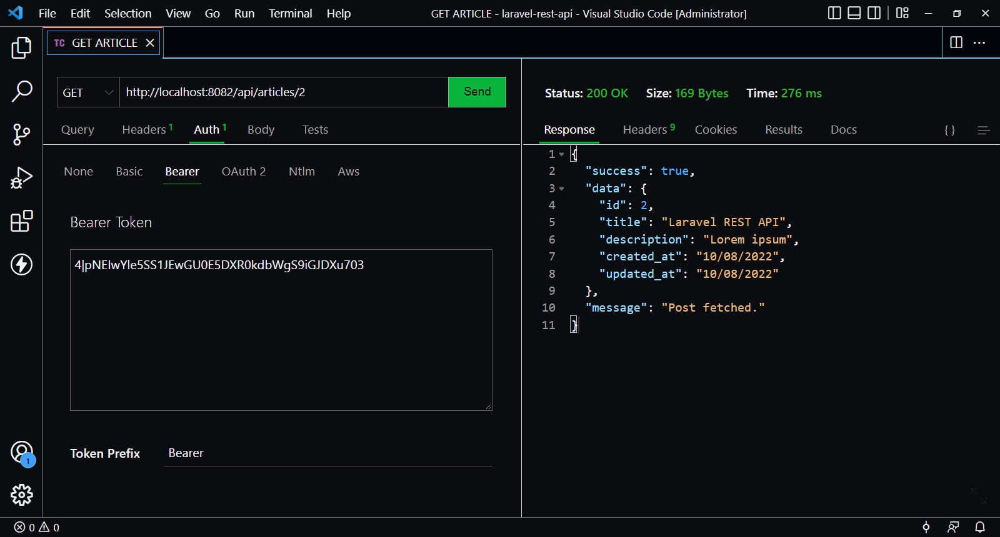 File Edit Selection View Go Run Terminal Help GET ARTICLE - laravel-rest-api - Visual Studio Code [Administrator]
TC GET ARTICLE
GET http://localhost:8082/api/articles/2 Send
Query Headers 1 Auth 1 Body Tests
None Basic Bearer OAuth 2 Ntlm Aws
Bearer Token
4|pNEIwYle5SS1JEwGU0E5DXR0kdbWgS9iGJDXu703
Token Prefix Bearer
Status: 200 OK Size: 169 Bytes Time: 276 ms
Response Headers 9 Cookies Results Docs { }
1 {
2 "success": true,
3 "data": {
4 "id": 2,
5 "title": "Laravel REST API",
6 "description": "Lorem ipsum",
7 "created_at": "10/08/2022",
8 "updated_at": "10/08/2022"
9 },
10 "message": "Post fetched."
11 }
1
0 0